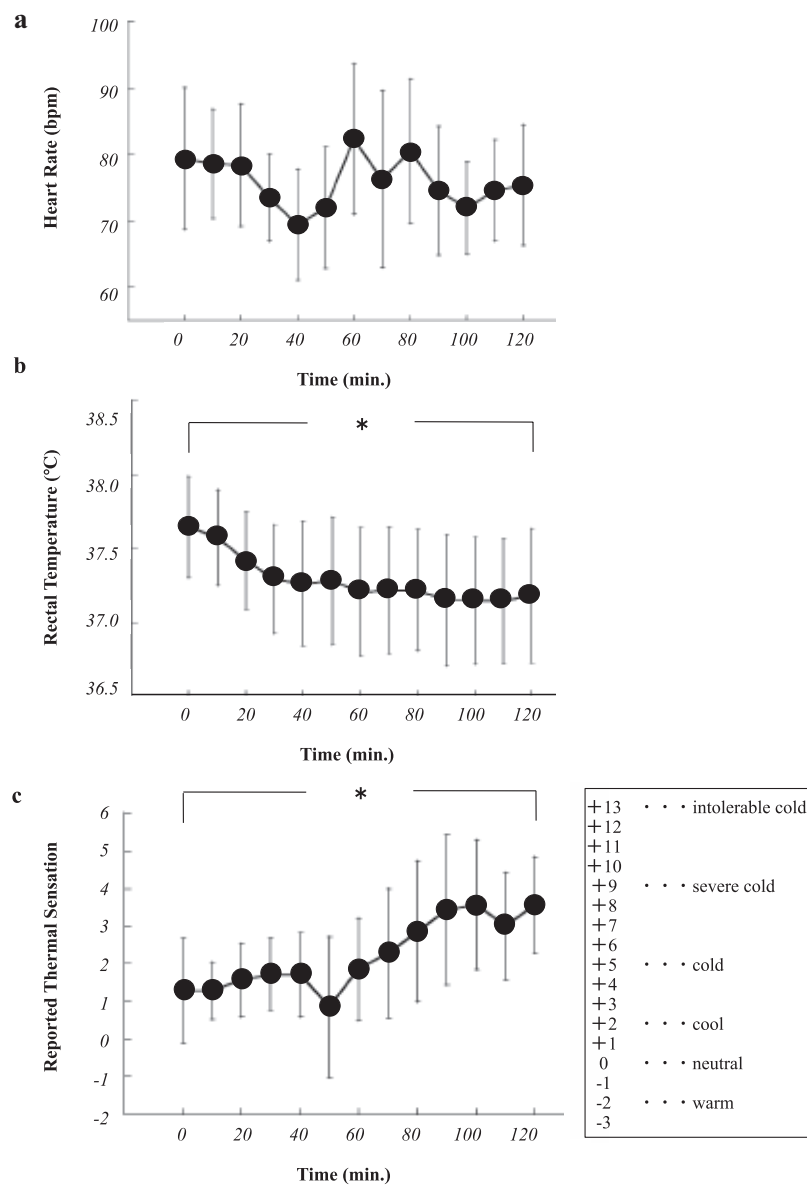 a
100
90
80
70
60
Heart Rate (bpm)
0 20 40 60 80 100 120
Time (min.)
b
38.5
38.0
37.5
37.0
36.5
Rectal Temperature (℃)
*
0 20 40 60 80 100 120
Time (min.)
c
6
5
4
3
2
1
0
-1
-2
Reported Thermal Sensation
*
0 20 40 60 80 100 120
Time (min.)
+13 ・・・intolerable cold
+12
+11
+10
+9 ・・・severe cold
+8
+7
+6
+5 ・・・cold
+4
+3
+2 ・・・cool
+1
0 ・・・neutral
-1
-2 ・・・warm
-3